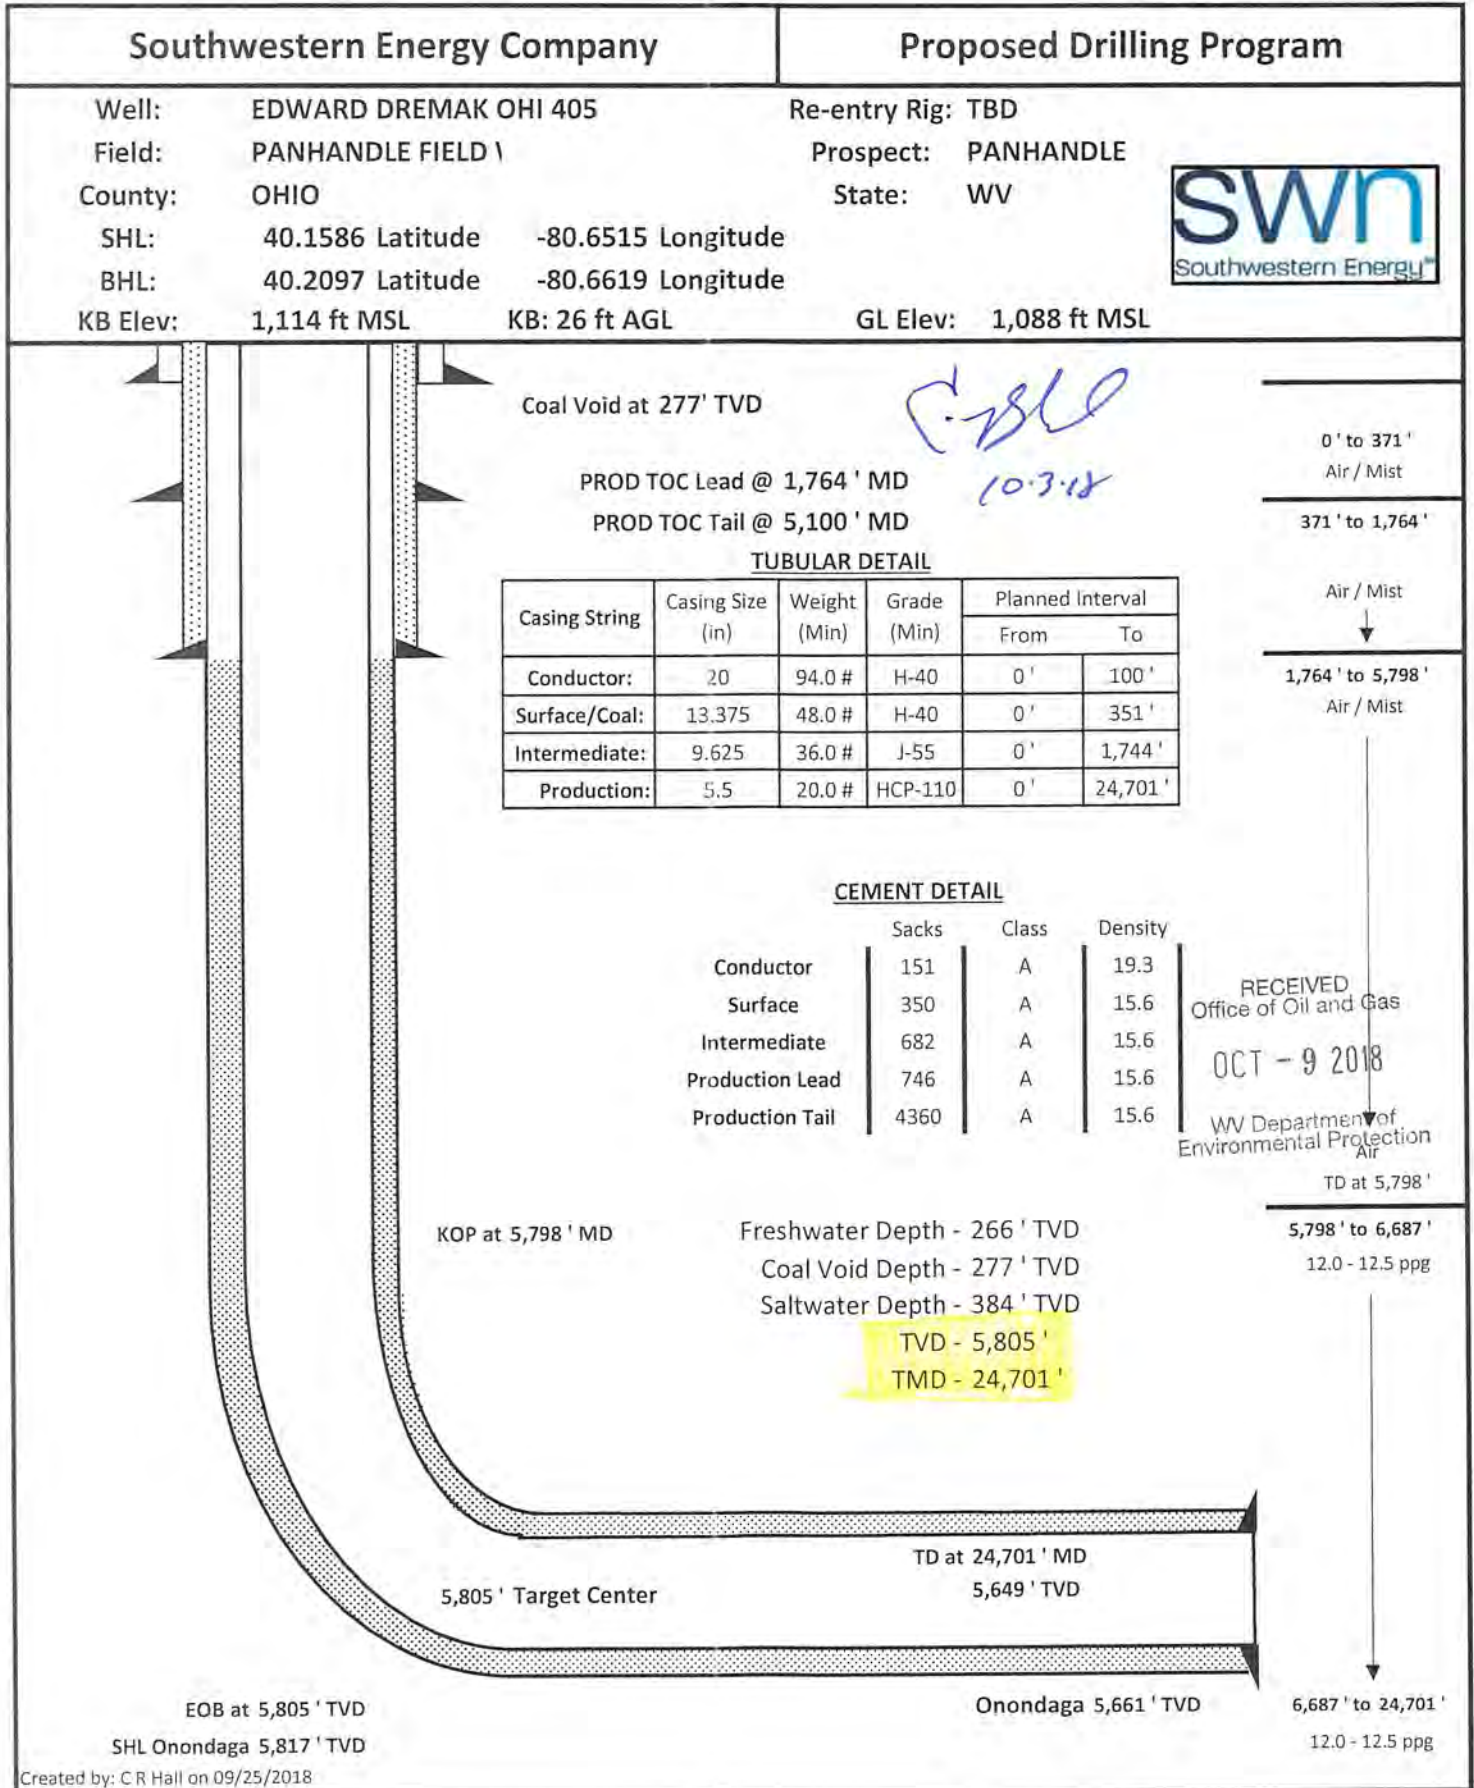 Southwestern Energy Company
Proposed Drilling Program
Well: EDWARD DREMAK OHI 405 Re-entry Rig: TBD
Field: PANHANDLE FIELD \ Prospect: PANHANDLE
County: OHIO State: WV
SHL: 40.1586 Latitude -80.6515 Longitude
BHL: 40.2097 Latitude -80.6619 Longitude
KB Elev: 1,114 ft MSL KB: 26 ft AGL GL Elev: 1,088 ft MSL
swn
Southwestern Energy™
Coal Void at 277' TVD
PROD TOC Lead @ 1,764 ' MD
10-3-18
PROD TOC Tail @ 5,100 ' MD
TUBULAR DETAIL
Casing String Casing Size (in) Weight (Min) Grade (Min) Planned Interval
From To
Conductor: 20 94.0 # H-40 0 ' 100 '
Surface/Coal: 13.375 48.0 # H-40 0 ' 351 '
Intermediate: 9.625 36.0 # J-55 0 ' 1,744 '
Production: 5.5 20.0 # HCP-110 0 ' 24,701 '
0 ' to 371 '
Air / Mist
371 ' to 1,764 '
Air / Mist
1,764 ' to 5,798 '
Air / Mist
CEMENT DETAIL
Sacks Class Density
Conductor 151 A 19.3
Surface 350 A 15.6
Intermediate 682 A 15.6
Production Lead 746 A 15.6
Production Tail 4360 A 15.6
RECEIVED
Office of Oil and Gas
OCT - 9 2018
WV Department of
Environmental Protection
Air
TD at 5,798 '
KOP at 5,798 ' MD
Freshwater Depth - 266 ' TVD
Coal Void Depth - 277 ' TVD
Saltwater Depth - 384 ' TVD
TVD - 5,805 '
TMD - 24,701 '
5,798 ' to 6,687 '
12.0 - 12.5 ppg
TD at 24,701 ' MD
5,649 ' TVD
5,805 ' Target Center
EOB at 5,805 ' TVD
Onondaga 5,661 ' TVD
6,687 ' to 24,701 '
SHL Onondaga 5,817 ' TVD
12.0 - 12.5 ppg
Created by: C R Hall on 09/25/2018